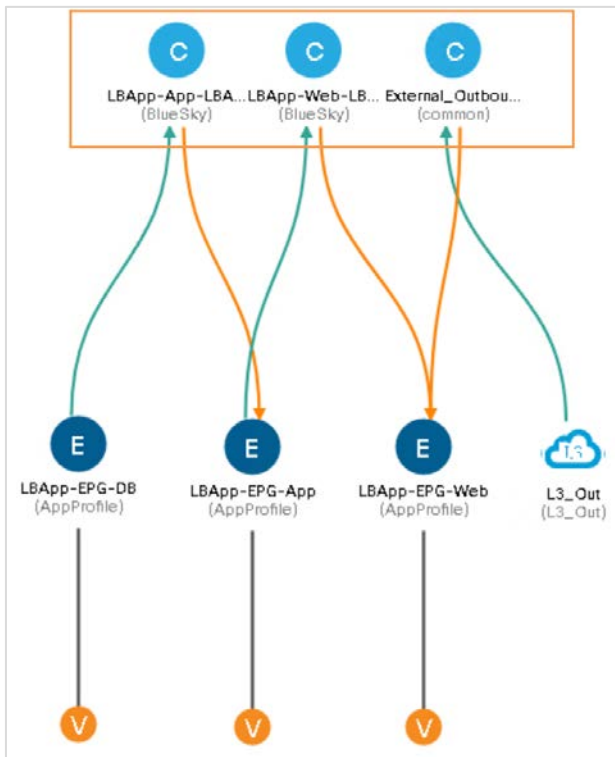 C C C
LBApp-App-LBA... LBApp-Web-LB... External_Outbou...
(BlueSky) (BlueSky) (common)
E E E L3
LBApp-EPG-DB LBApp-EPG-App LBApp-EPG-Web L3_Out
(AppProfile) (AppProfile) (AppProfile) (L3_Out)
V V V